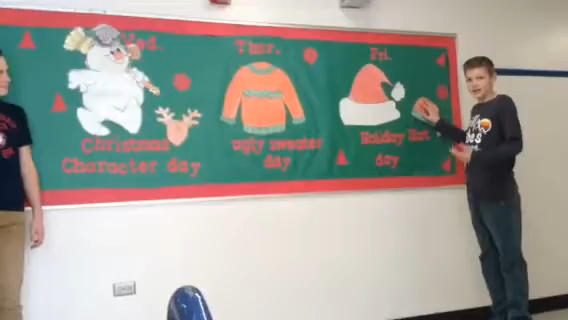 Wed. Thur. Fri.
Christmas
Character day
ugly sweater
day
Holiday Hat
day